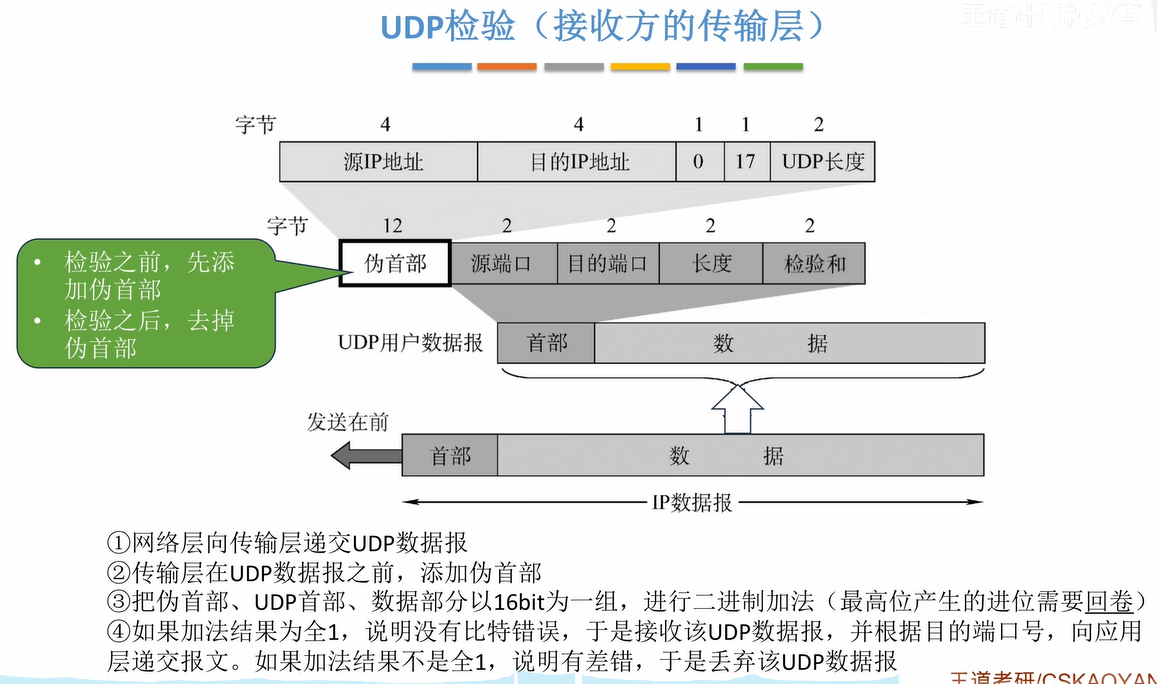 王道计算机教育
UDP检验（接收方的传输层）
字节 4 4 1 1 2
源IP地址 目的IP地址 0 17 UDP长度
字节 12 2 2 2 2
伪首部 源端口 目的端口 长度 检验和
• 检验之前，先添
加伪首部
• 检验之后，去掉
伪首部
UDP用户数据报 首部 数 据
发送在前
首部 数 据
IP数据报
①网络层向传输层递交UDP数据报
②传输层在UDP数据报之前，添加伪首部
③把伪首部、UDP首部、数据部分以16bit为一组，进行二进制加法（最高位产生的进位需要回卷）
④如果加法结果为全1，说明没有比特错误，于是接收该UDP数据报，并根据目的端口号，向应用
层递交报文。如果加法结果不是全1，说明有差错，于是丢弃该UDP数据报
王道考研/CSKAOYAN